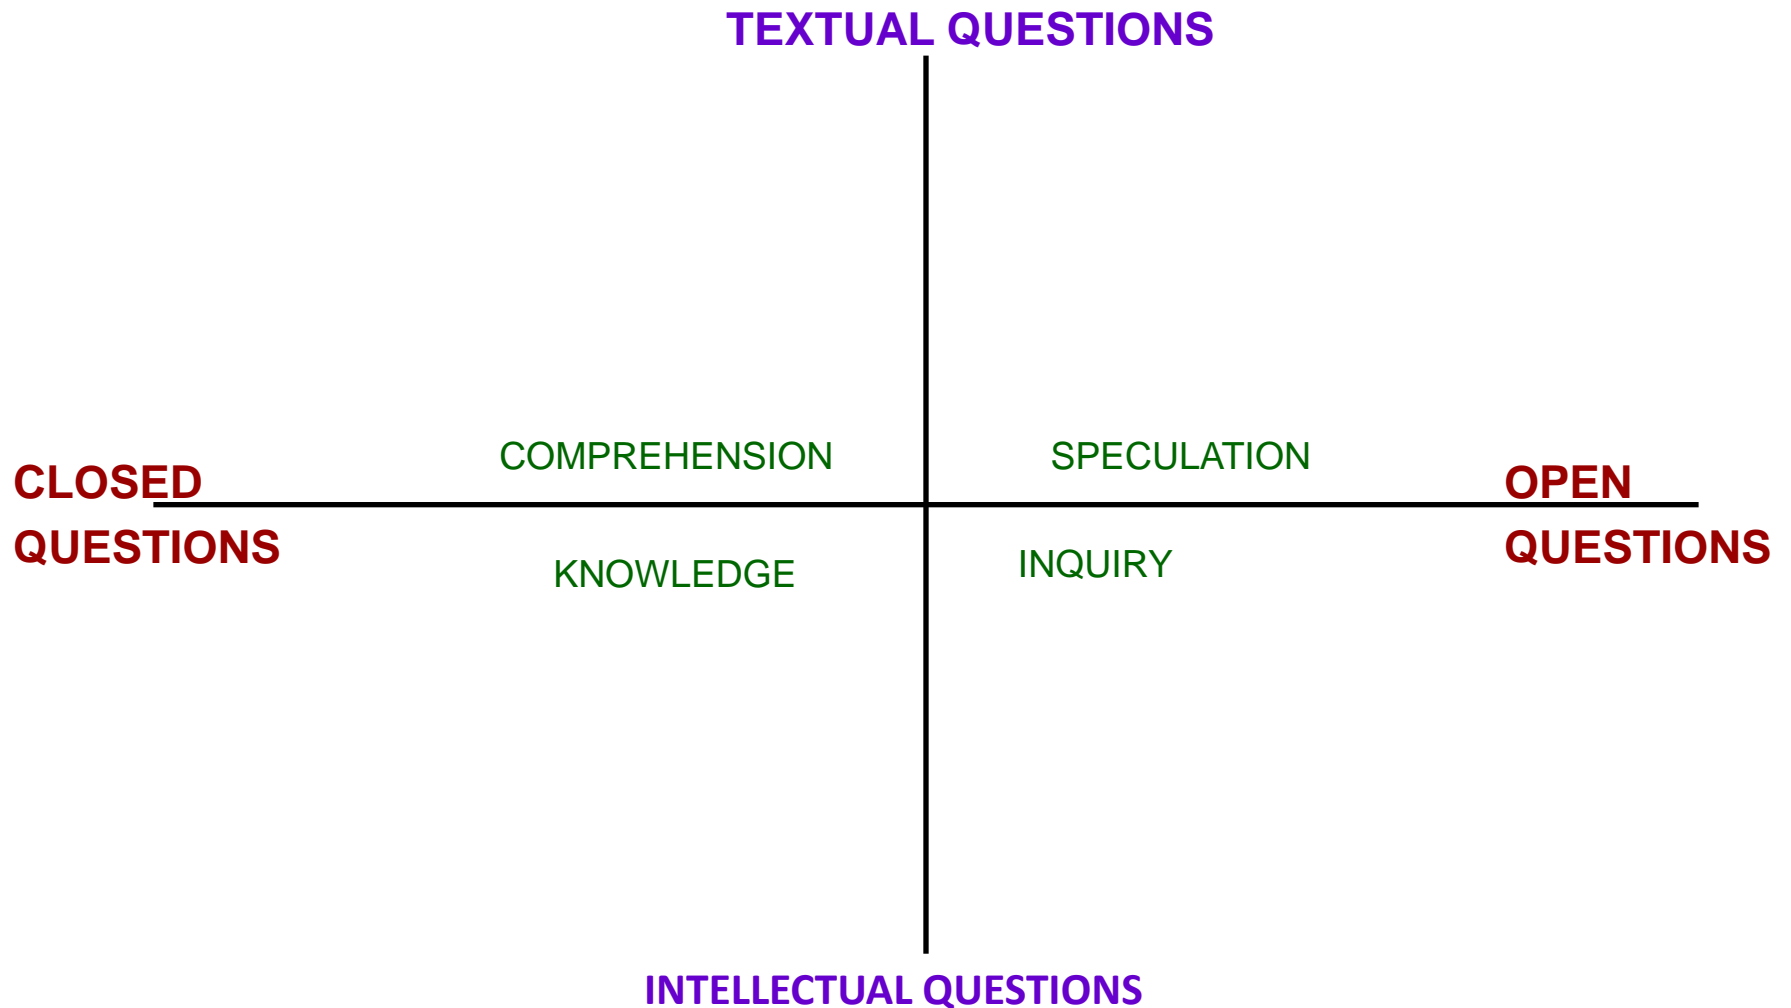 TEXTUAL QUESTIONS
COMPREHENSION
SPECULATION
CLOSED
QUESTIONS
OPEN
QUESTIONS
KNOWLEDGE
INQUIRY
INTELLECTUAL QUESTIONS